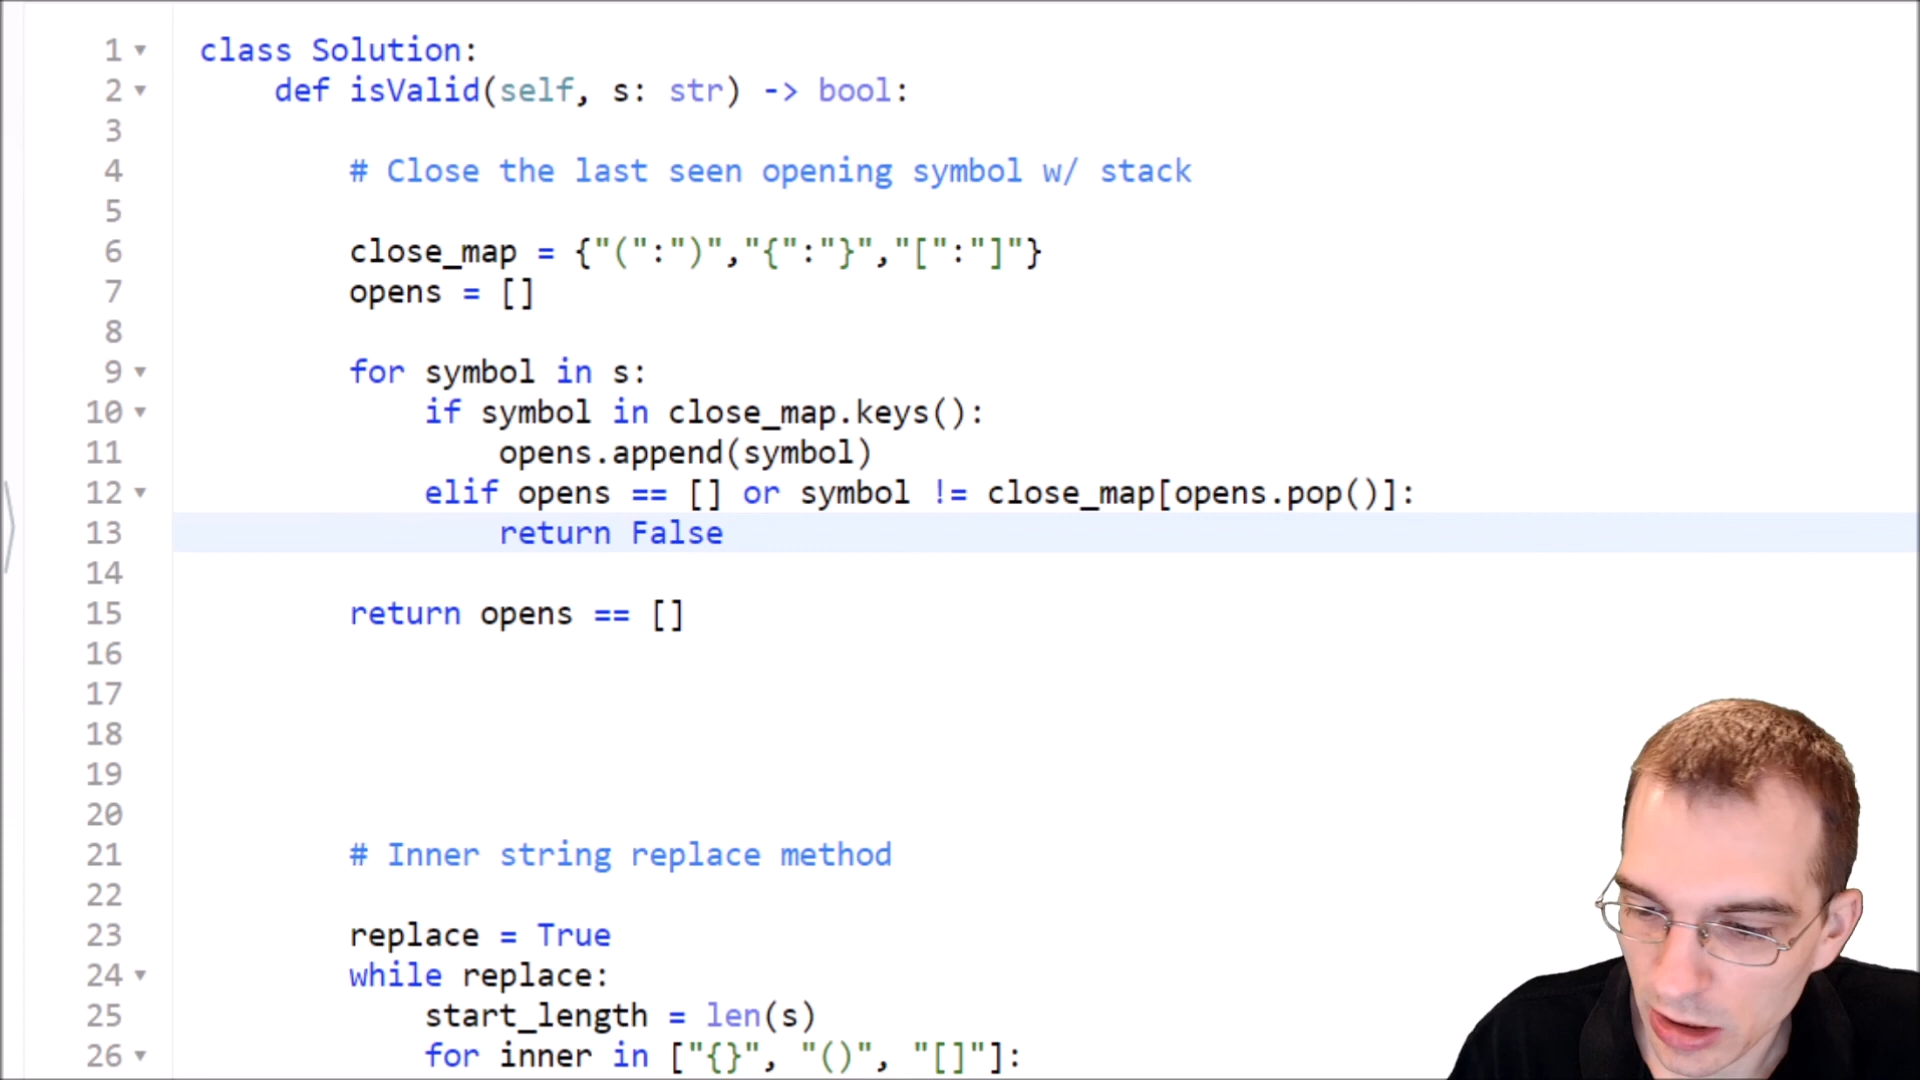 1 class Solution:
2 def isValid(self, s: str) -> bool:
3
4 # Close the last seen opening symbol w/ stack
5
6 close_map = {"(":")","{":"}","[":"]"}
7 opens = []
8
9 for symbol in s:
10 if symbol in close_map.keys():
11 opens.append(symbol)
12 elif opens == [] or symbol != close_map[opens.pop()]:
13 return False
14
15 return opens == []
16
17
18
19
20
21 # Inner string replace method
22
23 replace = True
24 while replace:
25 start_length = len(s)
26 for inner in ["{}", "()", "[]"]: